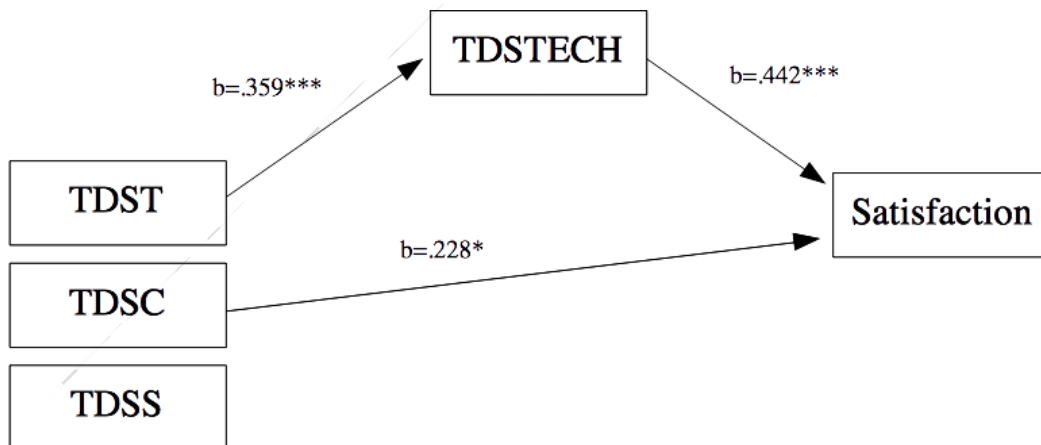 TDSTECH
b=.359***
b=.442***
TDST
Satisfaction
b=.228*
TDSC
TDSS